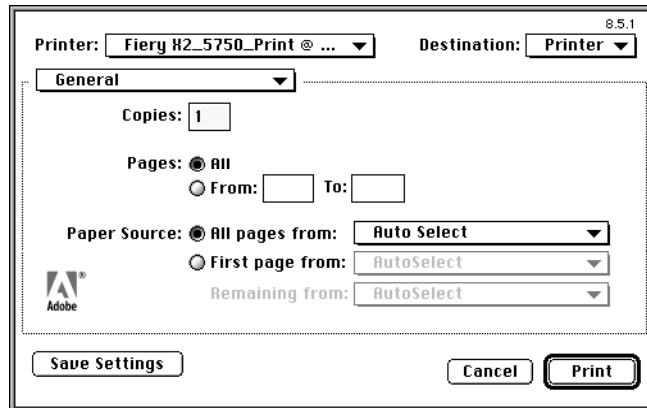 8.5.1
Printer: Fiery X2_5750_Print @ ... Destination: Printer
General
Copies: 1
Pages: All
From: To:
Paper Source: All pages from: Auto Select
First page from: AutoSelect
Remaining from: AutoSelect
Adobe®
Save Settings Cancel Print